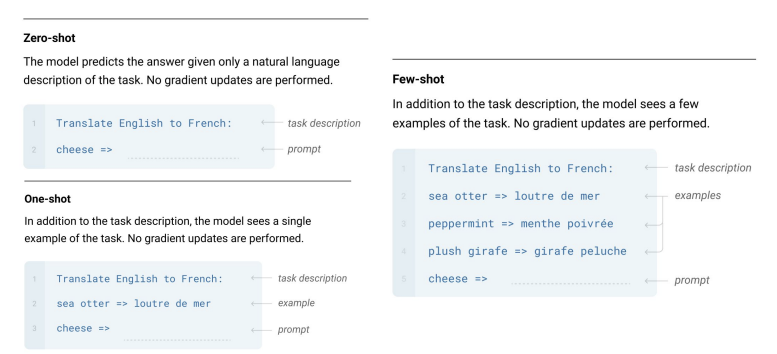 Zero-shot
The model predicts the answer given only a natural language
description of the task. No gradient updates are performed.
1 Translate English to French: task description
2 cheese => prompt
One-shot
In addition to the task description, the model sees a single
example of the task. No gradient updates are performed.
1 Translate English to French: task description
2 sea otter => loutre de mer example
3 cheese => prompt
Few-shot
In addition to the task description, the model sees a few
examples of the task. No gradient updates are performed.
1 Translate English to French: task description
2 sea otter => loutre de mer examples
3 peppermint => menthe poivrée
4 plush girafe => girafe peluche
5 cheese => prompt